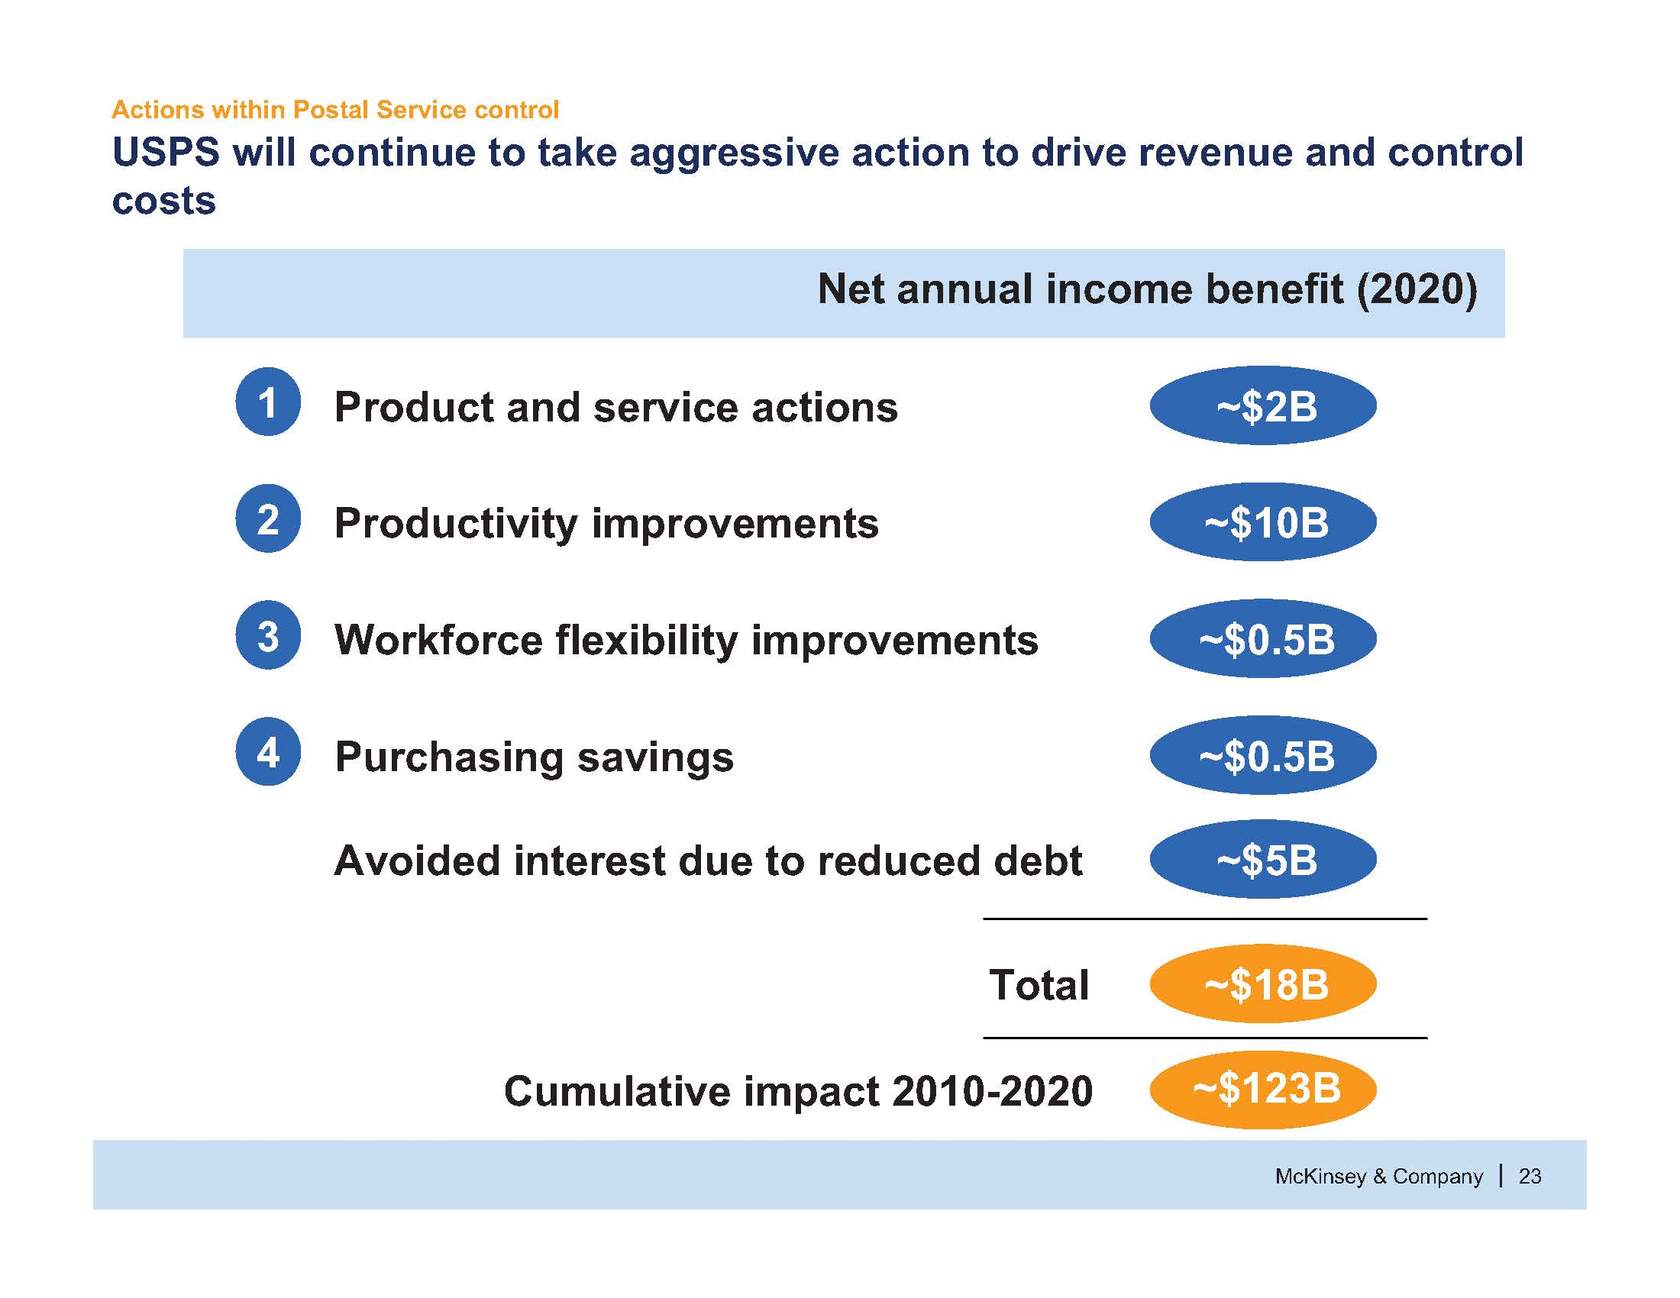 Actions within Postal Service control
USPS will continue to take aggressive action to drive revenue and control
costs
Net annual income benefit (2020)
1 Product and service actions ~$2B
2 Productivity improvements ~$10B
3 Workforce flexibility improvements ~$0.5B
4 Purchasing savings ~$0.5B
Avoided interest due to reduced debt ~$5B
Total ~$18B
Cumulative impact 2010-2020 ~$123B
McKinsey & Company | 23